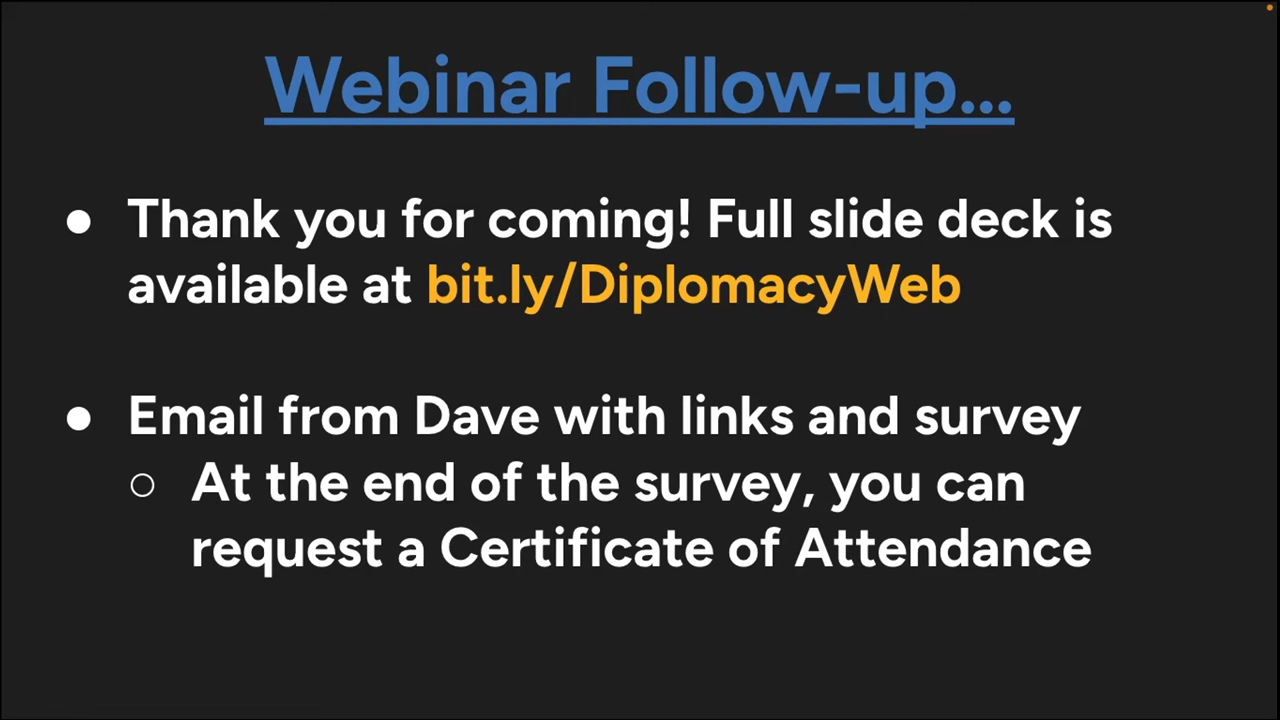 Webinar Follow-up...
● Thank you for coming! Full slide deck is
available at bit.ly/DiplomacyWeb
● Email from Dave with links and survey
○ At the end of the survey, you can
request a Certificate of Attendance